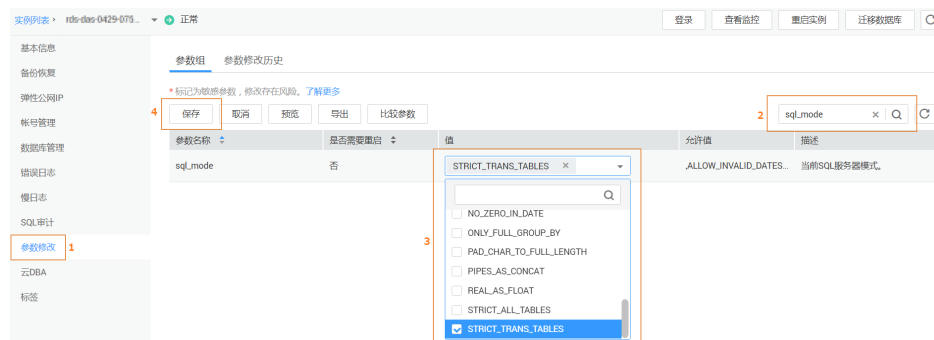 实例列表 › rds-das-0429-075... 正常 登录 查看监控 重启实例 迁移数据库
基本信息
备份恢复
弹性公网IP
帐号管理
数据库管理
错误日志
慢日志
SQL审计
参数修改 1
云DBA
标签
参数组 参数修改历史
* 标记为敏感参数，修改存在风险。了解更多
4 保存 取消 预览 导出 比较参数 2 sql_mode ×
参数名称 是否需要重启 值 允许值 描述
sql_mode 否 STRICT_TRANS_TABLES × ,ALLOW_INVALID_DATES... 当前SQL服务器模式。
3
NO_ZERO_IN_DATE
ONLY_FULL_GROUP_BY
PAD_CHAR_TO_FULL_LENGTH
PIPES_AS_CONCAT
REAL_AS_FLOAT
STRICT_ALL_TABLES
STRICT_TRANS_TABLES